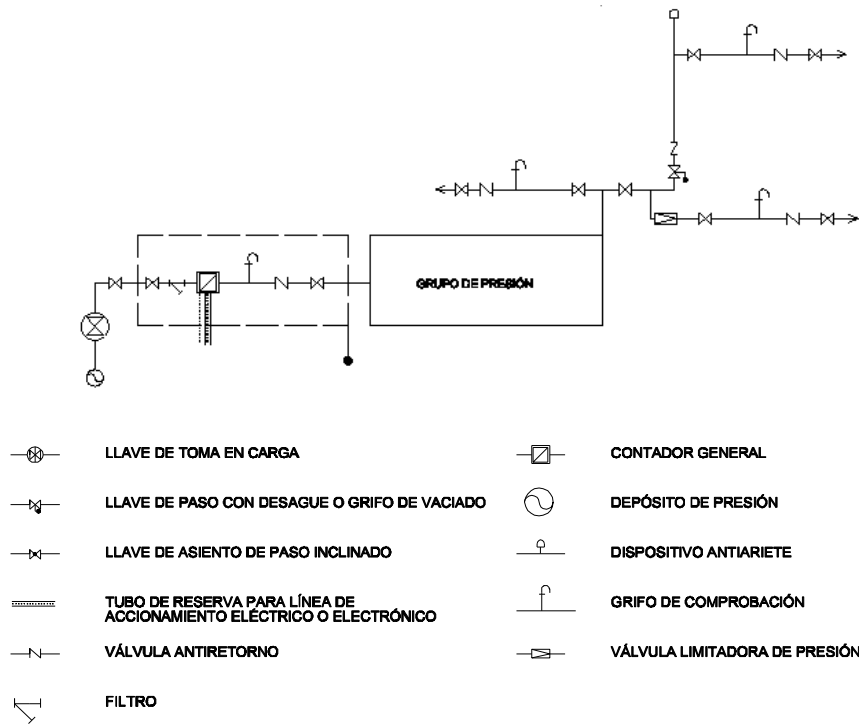 GRUPO DE PRESIÓN
LLAVE DE TOMA EN CARGA
CONTADOR GENERAL
LLAVE DE PASO CON DESAGUE O GRIFO DE VACIADO
DEPÓSITO DE PRESIÓN
LLAVE DE ASIENTO DE PASO INCLINADO
DISPOSITIVO ANTIARIETE
TUBO DE RESERVA PARA LÍNEA DE
ACCIONAMIENTO ELÉCTRICO O ELECTRÓNICO
GRIFO DE COMPROBACIÓN
VÁLVULA ANTIRETORNO
VÁLVULA LIMITADORA DE PRESIÓN
FILTRO